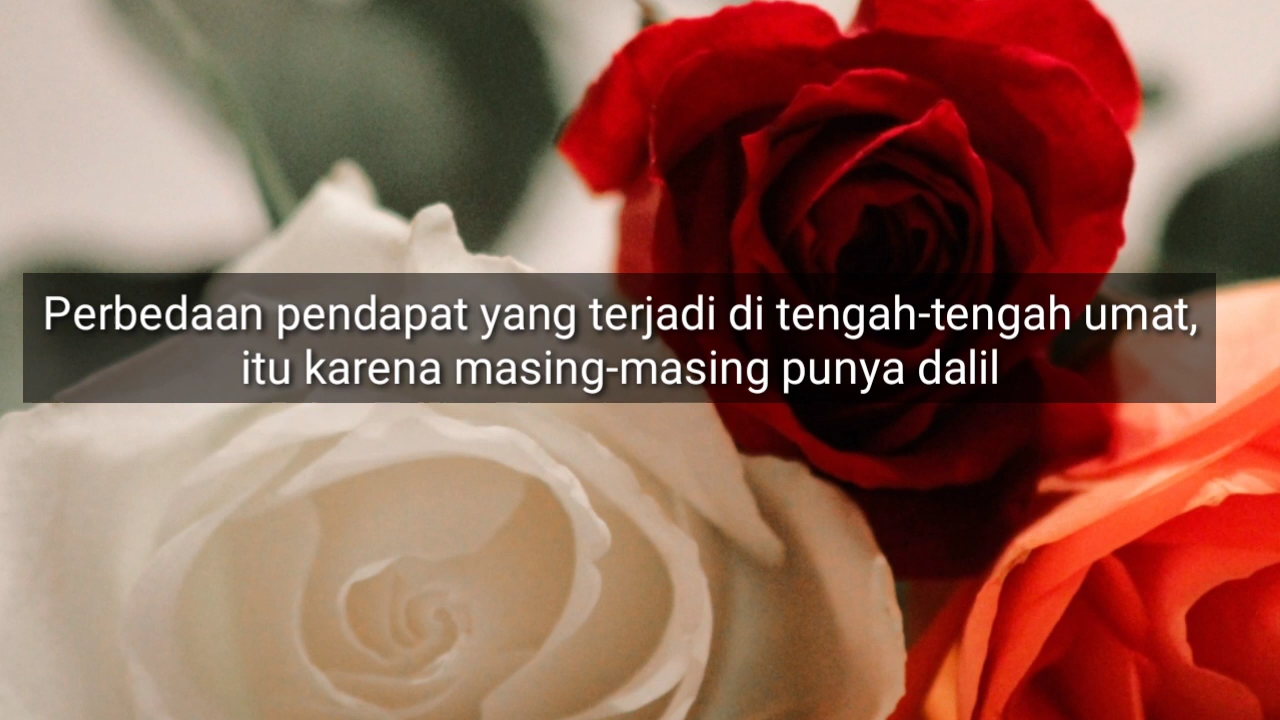 Perbedaan pendapat yang terjadi di tengah-tengah umat,
itu karena masing-masing punya dalil